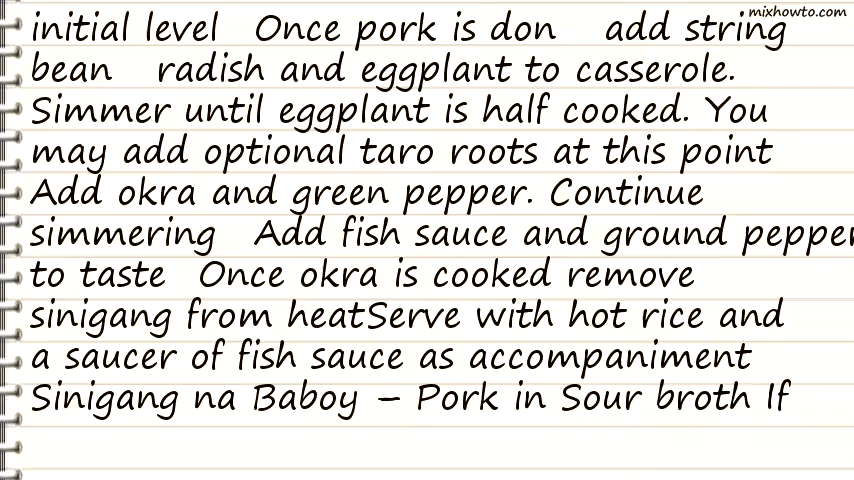 mixhowto.com
initial level Once pork is don add string
bean radish and eggplant to casserole.
Simmer until eggplant is half cooked. You
may add optional taro roots at this point
Add okra and green pepper. Continue
simmering Add fish sauce and ground pepper
to taste Once okra is cooked remove
sinigang from heatServe with hot rice and
a saucer of fish sauce as accompaniment
Sinigang na Baboy – Pork in Sour broth If